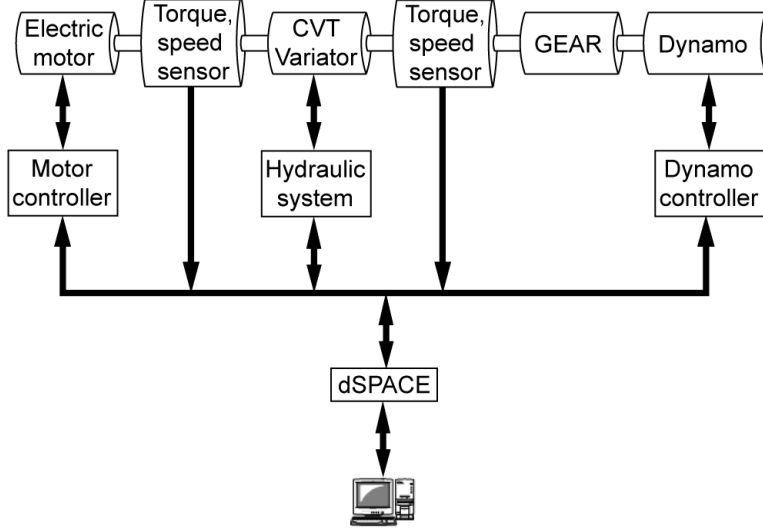 Electric
motor
Torque,
speed
sensor
CVT
Variator
Torque,
speed
sensor
GEAR
Dynamo
Motor
controller
Hydraulic
system
Dynamo
controller
dSPACE